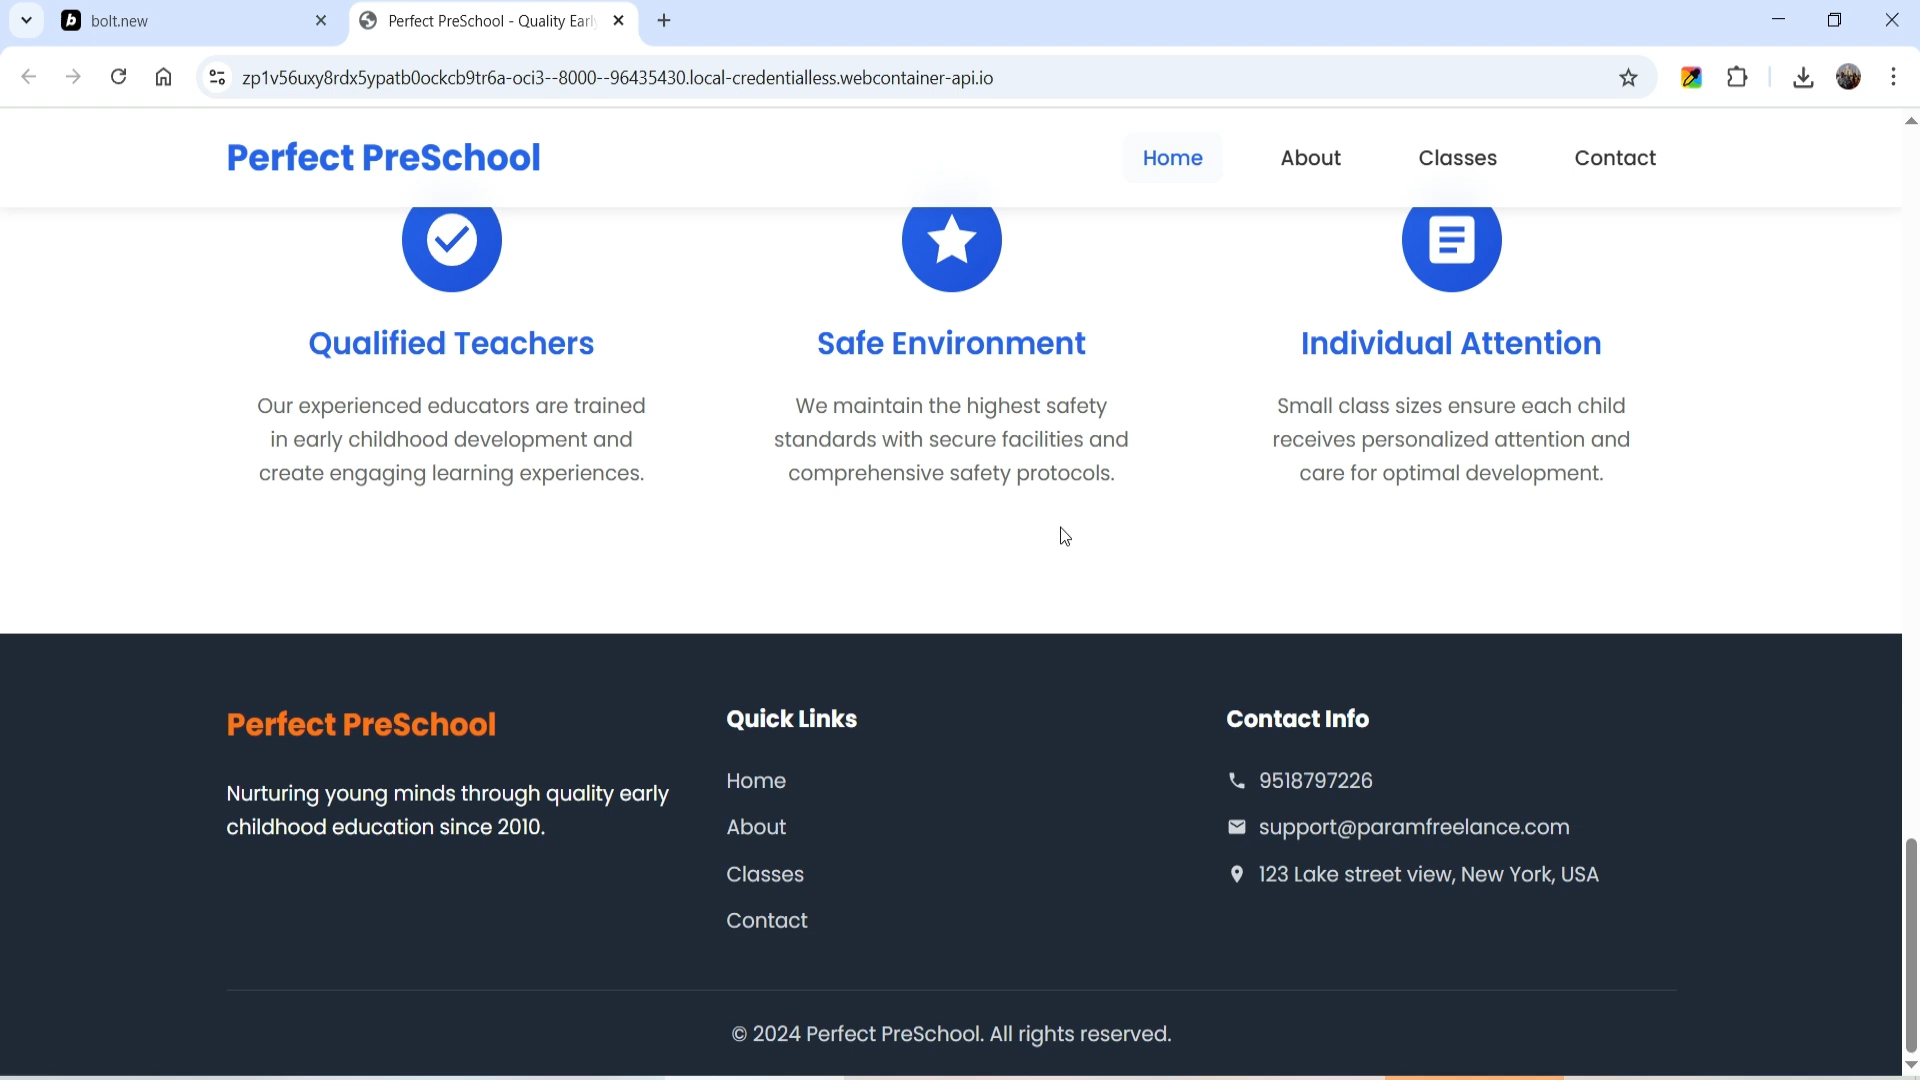 bolt.new
Perfect PreSchool - Quality Earl
zp1v56uxy8rdx5ypatb0ockcb9tr6a-oci3--8000--96435430.local-credentialless.webcontainer-api.io
Perfect PreSchool
Home
About
Classes
Contact
Qualified Teachers
Our experienced educators are trained
in early childhood development and
create engaging learning experiences.
Safe Environment
We maintain the highest safety
standards with secure facilities and
comprehensive safety protocols.
Individual Attention
Small class sizes ensure each child
receives personalized attention and
care for optimal development.
Perfect PreSchool
Nurturing young minds through quality early
childhood education since 2010.
Quick Links
Home
About
Classes
Contact
Contact Info
9518797226
support@paramfreelance.com
123 Lake street view, New York, USA
© 2024 Perfect PreSchool. All rights reserved.